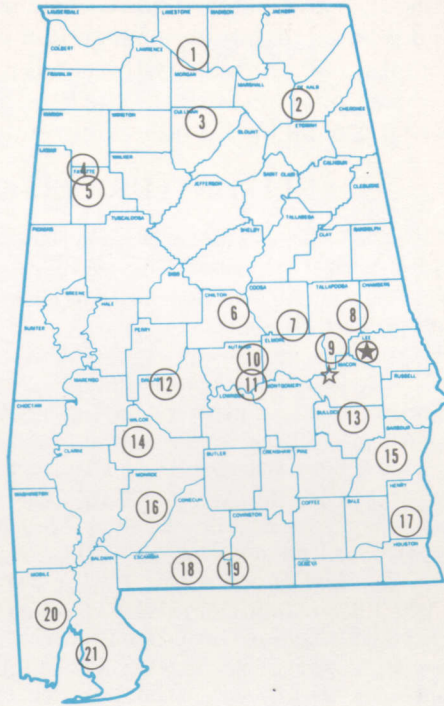 LAUDERDALE
LIMESTONE
MADISON
JACKSON
COLBERT
LAWRENCE
1
FRANKLIN
MORGAN
MARSHALL
2
DE KALB
CHEROKEE
MARION
WINSTON
CULLMAN
3
BLOUNT
ETOWAH
LAMAR
4
FAYETTE
5
WALKER
JEFFERSON
SAINT CLAIR
CALHOUN
CLEBURNE
TUSCALOOSA
SHELBY
TALLADEGA
CLAY
RANDOLPH
PICKENS
BIBB
GREENE
HALE
CHILTON
6
COOSA
TALLAPOOSA
CHAMBERS
SUMTER
PERRY
7
8
AUTAUGA
ELMORE
9
LEE
MACON
10
RUSSELL
MARENGO
DALLAS
12
11
LOWNDES
MONTGOMERY
CHOCTAW
WILCOX
BULLOCK
13
14
CLARKE
BUTLER
CRENSHAW
PIKE
BARBOUR
15
MONROE
16
CONECUH
HENRY
WASHINGTON
COVINGTON
COFFEE
DALE
17
HOUSTON
BALDWIN
ESCAMBIA
18
19
GENEVA
MOBILE
20
21